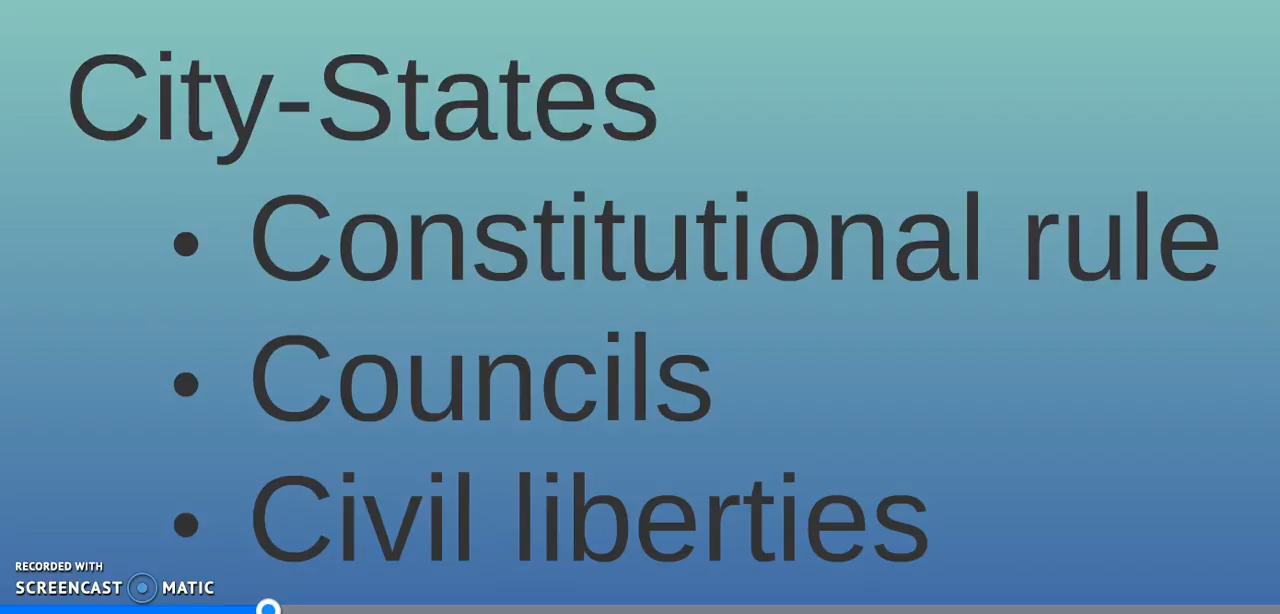 City-States
• Constitutional rule
• Councils
• Civil liberties
RECORDED WITH
SCREENCAST MATIC